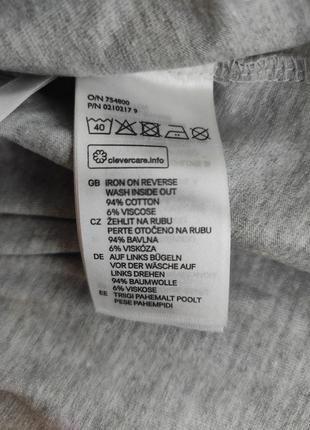 O/N 754800
P/N 0210217 9
40
clevercare.info
GB IRON ON REVERSE
WASH INSIDE OUT
94% COTTON
6% VISCOSE
CZ ŽEHLIT NA RUBU
PERTE OTOČENO NA RUBU
94% BAVLNA
6% VISKÓZA
DE AUF LINKS BÜGELN
VOR DER WÄSCHE AUF
LINKS DREHEN
94% BAUMWOLLE
6% VISKOSE
EE TRIIGI PAHEMALT POOLT
PESE PAHEMPIDI